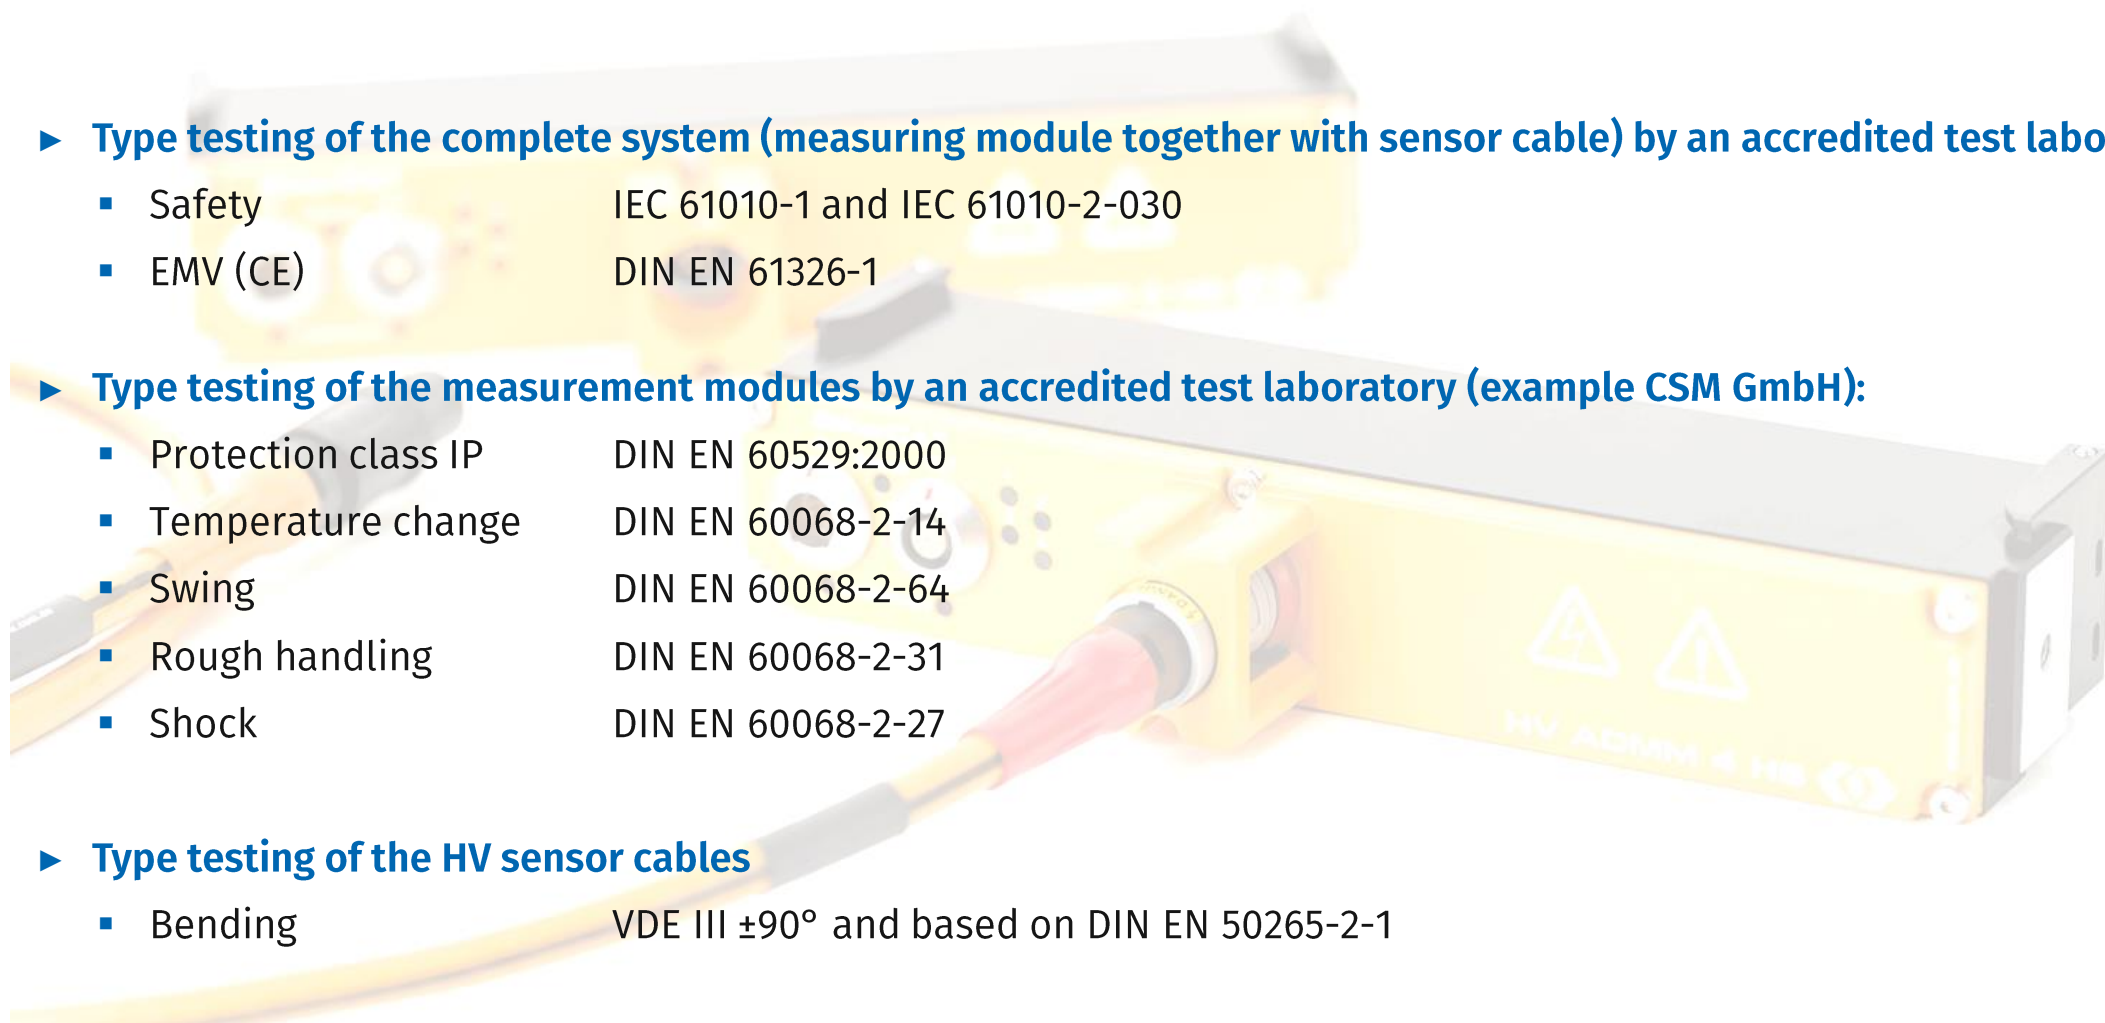 ► Type testing of the complete system (measuring module together with sensor cable) by an accredited test labo
▪ Safety IEC 61010-1 and IEC 61010-2-030
▪ EMV (CE) DIN EN 61326-1
► Type testing of the measurement modules by an accredited test laboratory (example CSM GmbH):
▪ Protection class IP DIN EN 60529:2000
▪ Temperature change DIN EN 60068-2-14
▪ Swing DIN EN 60068-2-64
▪ Rough handling DIN EN 60068-2-31
▪ Shock DIN EN 60068-2-27
HV ADMM 4 HS
► Type testing of the HV sensor cables
▪ Bending VDE III ±90° and based on DIN EN 50265-2-1